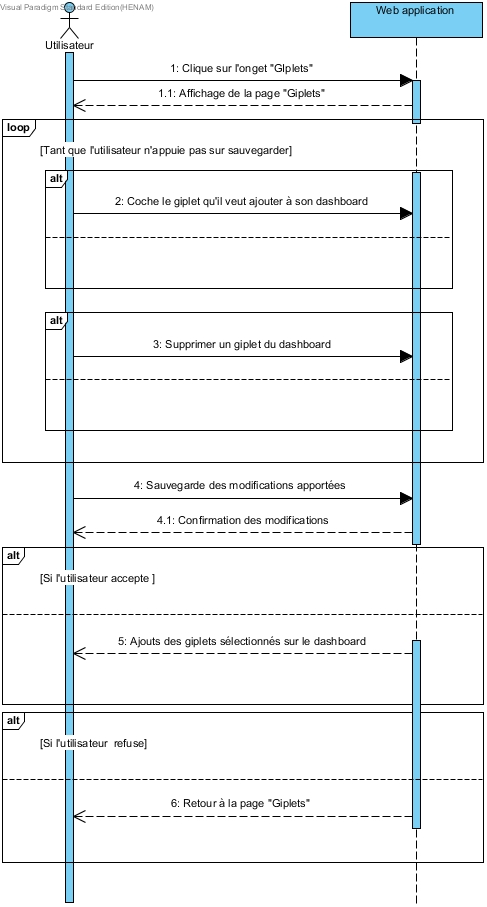 Visual Paradigm Standard Edition(HENAM)
Web application
Utilisateur
1: Clique sur l'onget "GIplets"
1.1: Affichage de la page "Giplets"
loop
[Tant que l'utilisateur n'appuie pas sur sauvegarder]
alt
2: Coche le giplet qu'il veut ajouter à son dashboard
alt
3: Supprimer un giplet du dashboard
4: Sauvegarde des modifications apportées
4.1: Confirmation des modifications
alt
[Si l'utilisateur accepte ]
5: Ajouts des giplets sélectionnés sur le dashboard
alt
[Si l'utilisateur  refuse]
6: Retour à la page "Giplets"